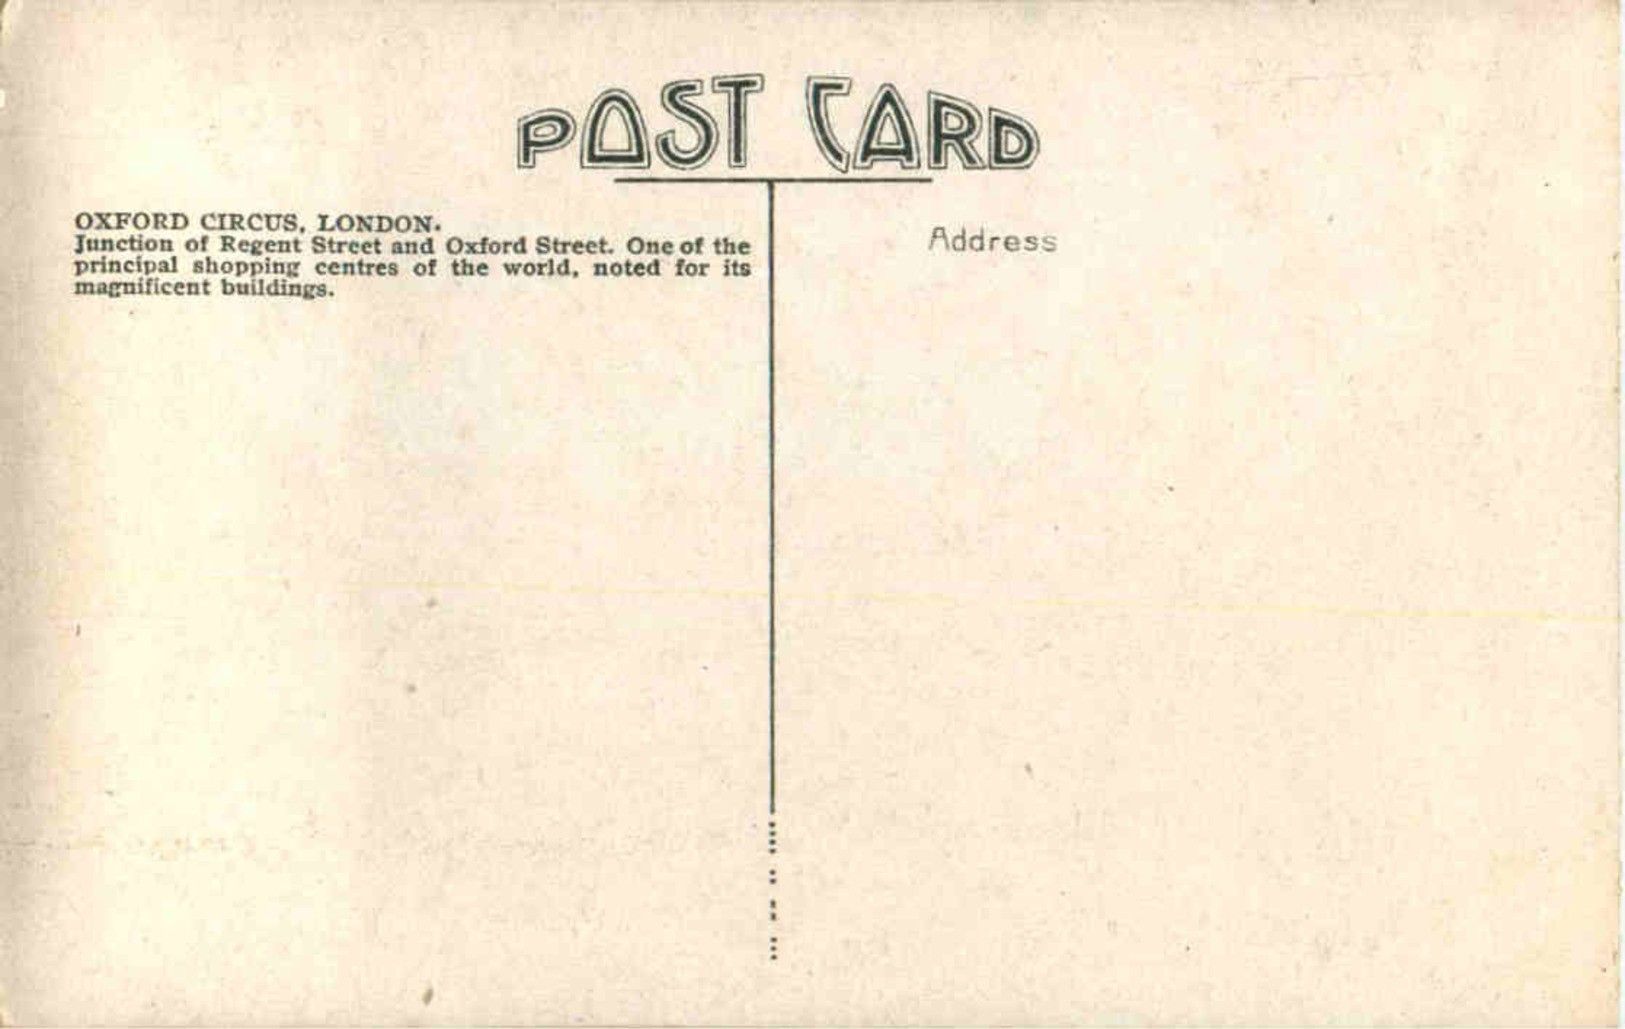 POST CARD
OXFORD CIRCUS, LONDON.
Junction of Regent Street and Oxford Street. One of the
principal shopping centres of the world, noted for its
magnificent buildings.
Address